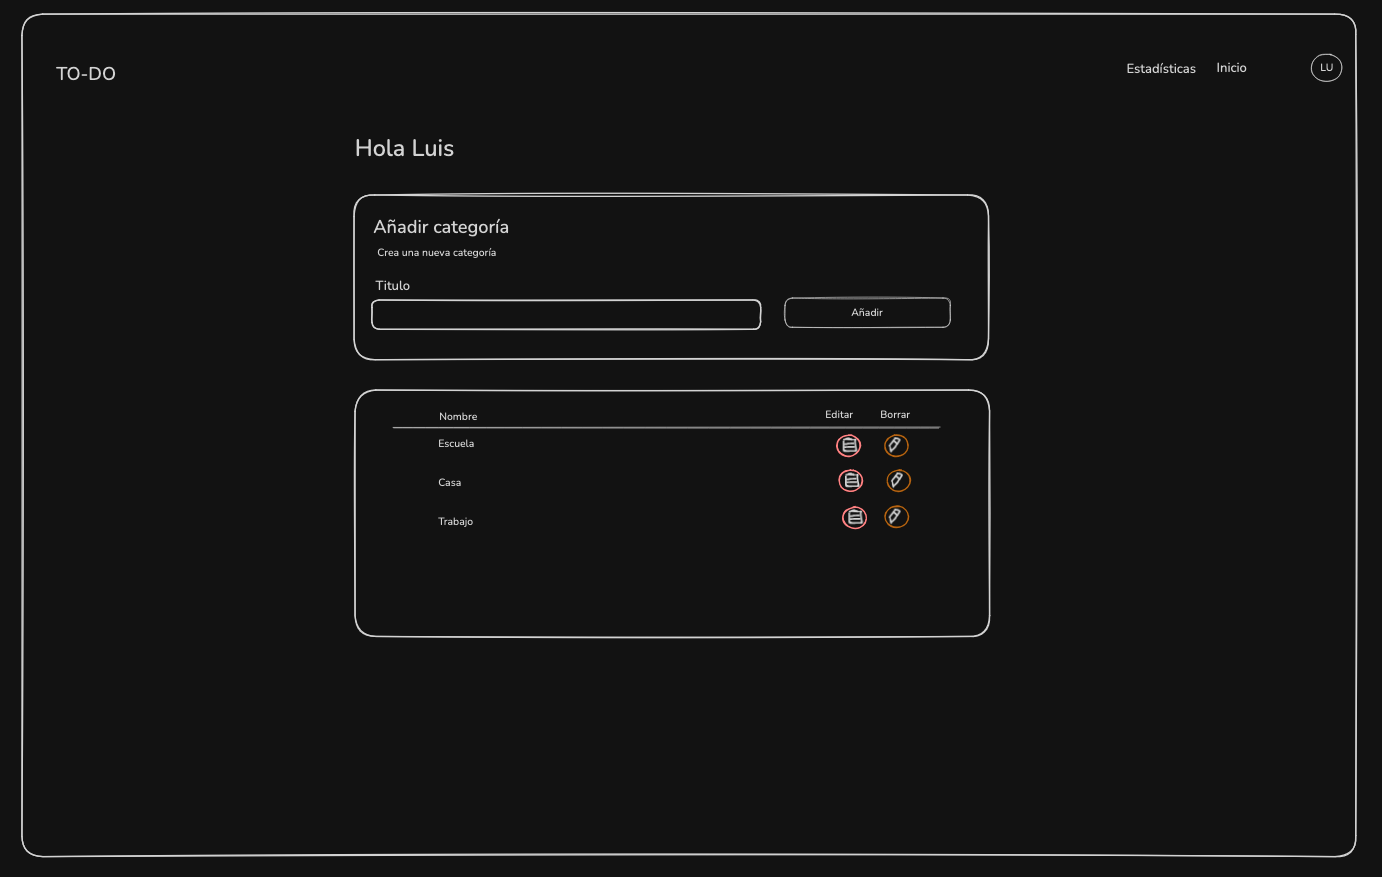 TO-DO
Estadísticas Inicio LU
Hola Luis
Añadir categoría
Crea una nueva categoría
Titulo
Añadir
Nombre Editar Borrar
Escuela
Casa
Trabajo